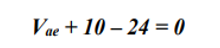 Vae + 10 – 24 = 0